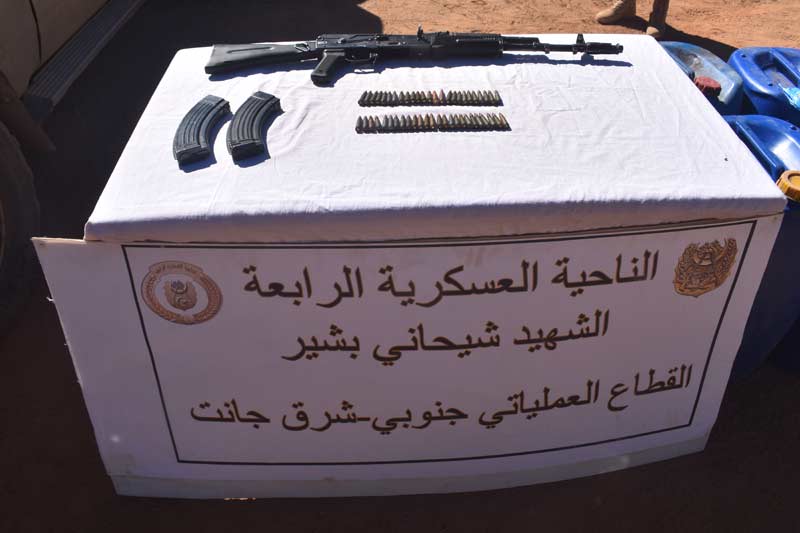 الناحية العسكرية الرابعة
الشهيد شيحاني بشير
القطاع العملياتي جنوبي-شرق جانت